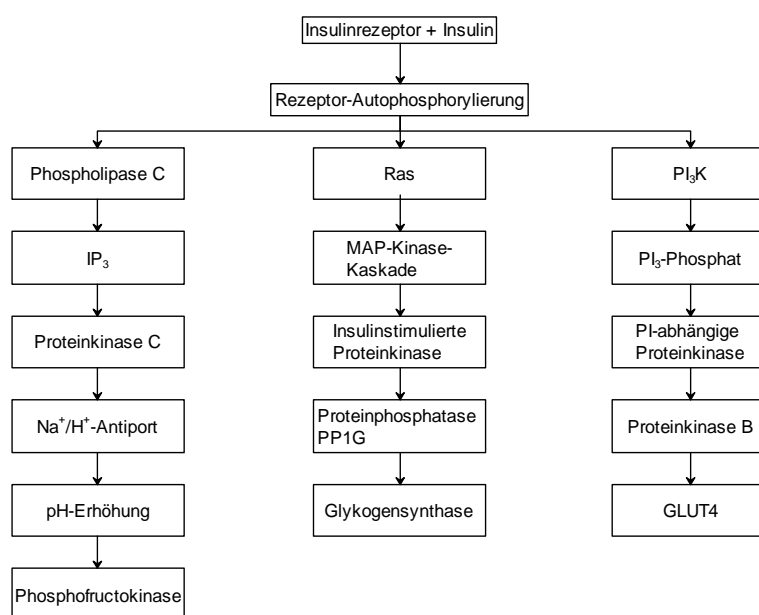 Insulinrezeptor + Insulin
Rezeptor-Autophosphorylierung
Phospholipase C
Ras
PI₃K
IP₃
MAP-Kinase-
Kaskade
PI₃-Phosphat
Proteinkinase C
Insulinstimulierte
Proteinkinase
PI-abhängige
Proteinkinase
Na⁺/H⁺-Antiport
Proteinphosphatase
PP1G
Proteinkinase B
pH-Erhöhung
Glykogensynthase
GLUT4
Phosphofructokinase